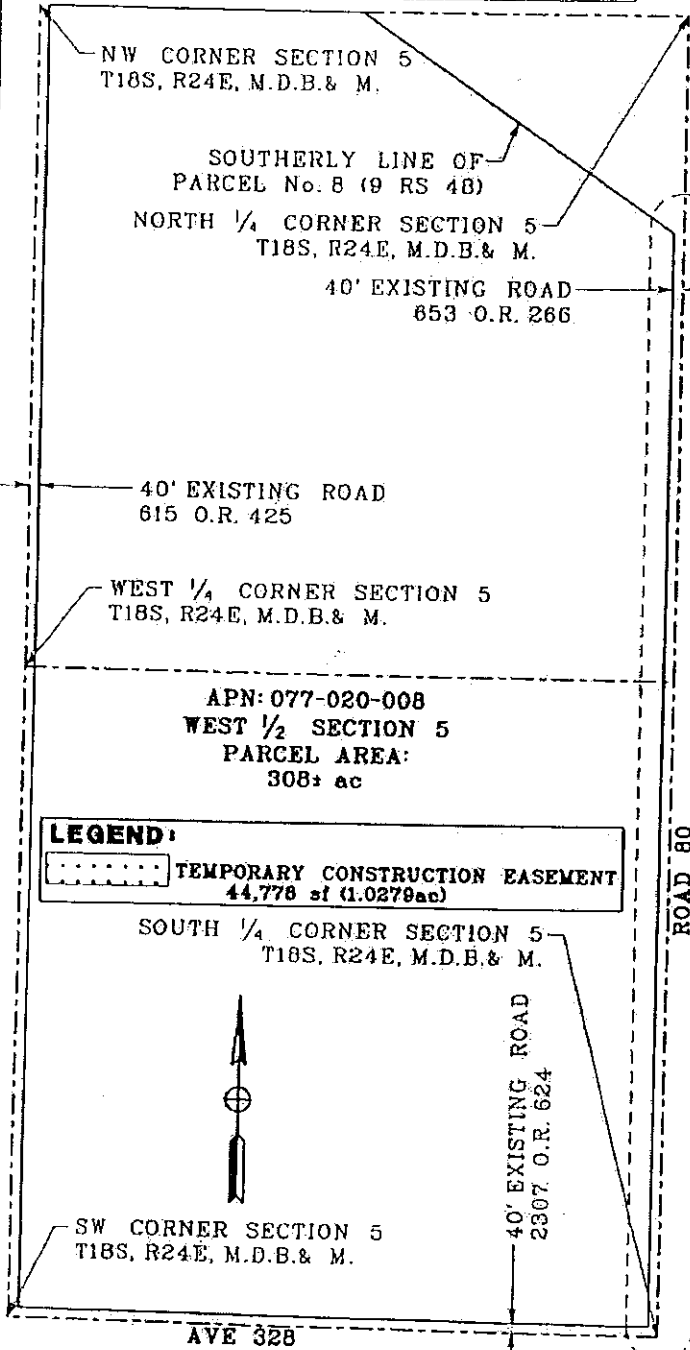 NW CORNER SECTION 5
T18S, R24E, M.D.B.& M.
SOUTHERLY LINE OF
PARCEL No. 8 (9 RS 48)
NORTH 1/4 CORNER SECTION 5
T18S, R24E, M.D.B.& M.
40' EXISTING ROAD
653 O.R. 266
40' EXISTING ROAD
615 O.R. 425
WEST 1/4 CORNER SECTION 5
T18S, R24E, M.D.B.& M.
APN: 077-020-008
WEST 1/2 SECTION 5
PARCEL AREA:
308± ac
LEGEND:
TEMPORARY CONSTRUCTION EASEMENT
44,778 sf (1.0279ac)
ROAD 80
SOUTH 1/4 CORNER SECTION 5
T18S, R24E, M.D.B.& M.
40' EXISTING ROAD
2307 O.R. 624
SW CORNER SECTION 5
T18S, R24E, M.D.B.& M.
AVE 328